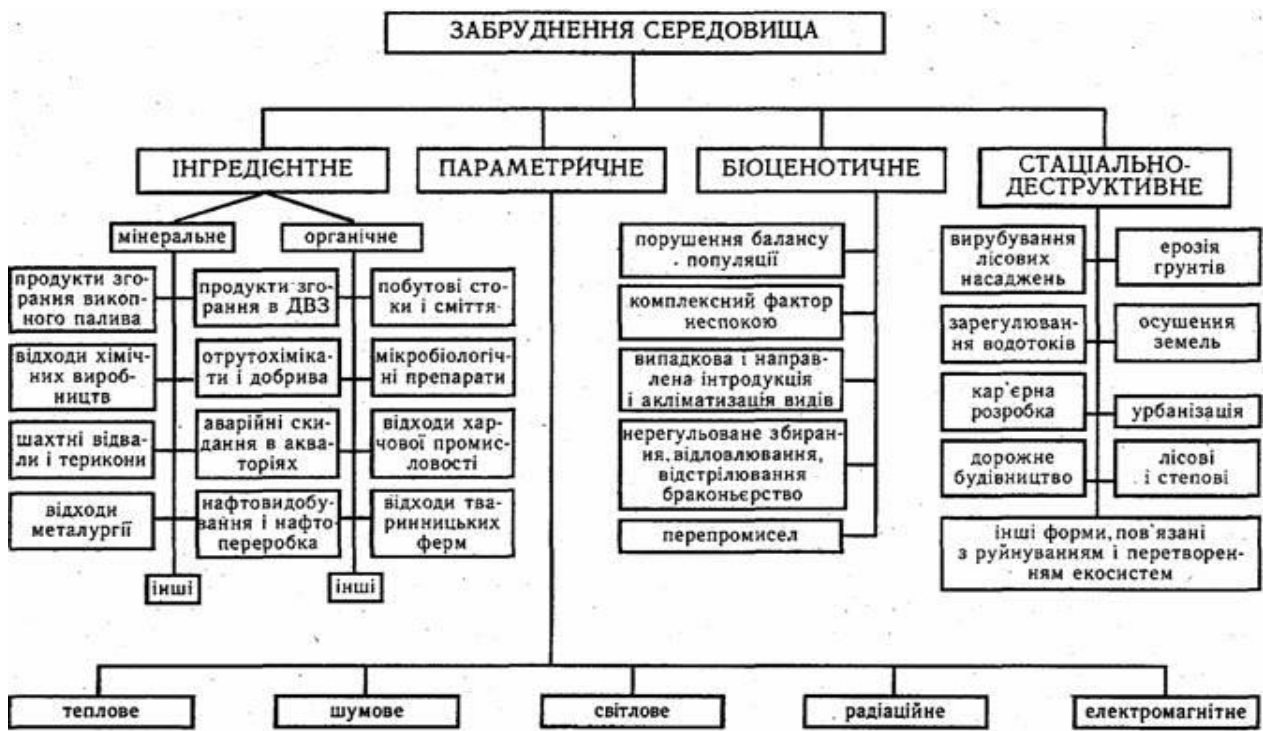 ЗАБРУДНЕННЯ СЕРЕДОВИЩА
ІНГРЕДІЄНТНЕ
ПАРАМЕТРИЧНЕ
БІОЦЕНОТИЧНЕ
СТАЦІАЛЬНО-
ДЕСТРУКТИВНЕ
мінеральне
органічне
продукти зго-
рання викоп-
ного палива
продукти зго-
рання в ДВЗ
побутові сто-
ки і сміття
відходи хіміч-
них вироб-
ництв
отрутохіміка-
ти і добрива
мікробіологіч-
ні препарати
шахтні відва-
ли і терикони
аварійні ски-
дання в аква-
торіях
відходи хар-
чової промис-
ловості
відходи
металургії
нафтовидобу-
вання і нафто-
переробка
відходи тва-
ринницьких
ферм
інші
інші
порушення балансу
популяції
комплексний фактор
неспокою
випадкова і направ-
лена інтродукція
і акліматизація видів
нерегульоване збиран-
ня, відловлювання,
відстрілювання
браконьєрство
перепромисел
вирубування
лісових
насаджень
ерозія
грунтів
зарегулюван-
ня водотоків
осушення
земель
кар'єрна
розробка
урбанізація
дорожне
будівництво
лісові
і степові
інші форми, пов'язані
з руйнуванням і перетворен-
ням екосистем
теплове
шумове
світлове
радіаційне
електромагнітне